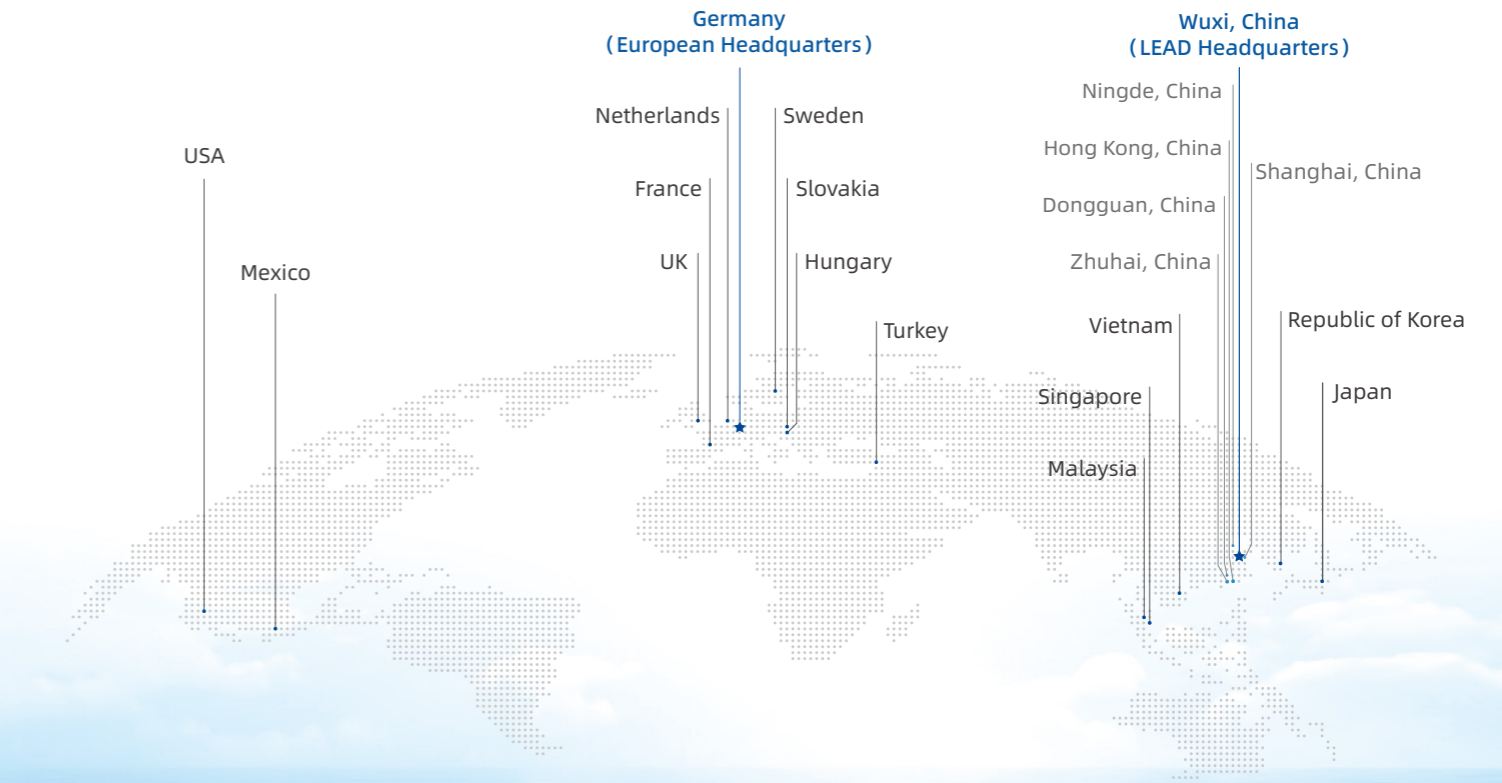 Germany
(European Headquarters)
Wuxi, China
(LEAD Headquarters)
Ningde, China
Netherlands
Sweden
Hong Kong, China
USA
Shanghai, China
France
Slovakia
Dongguan, China
UK
Hungary
Zhuhai, China
Mexico
Turkey
Vietnam
Republic of Korea
Singapore
Japan
Malaysia